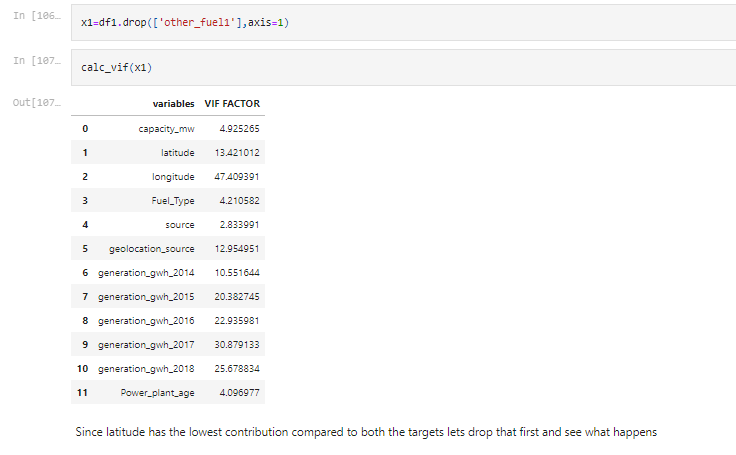 In [106…
x1=df1.drop(['other_fuel1'],axis=1)
In [107…
calc_vif(x1)
Out[107…
variables VIF FACTOR
0 capacity_mw 4.925265
1 latitude 13.421012
2 longitude 47.409391
3 Fuel_Type 4.210582
4 source 2.833991
5 geolocation_source 12.954951
6 generation_gwh_2014 10.551644
7 generation_gwh_2015 20.382745
8 generation_gwh_2016 22.935981
9 generation_gwh_2017 30.879133
10 generation_gwh_2018 25.678834
11 Power_plant_age 4.096977
Since latitude has the lowest contribution compared to both the targets lets drop that first and see what happens